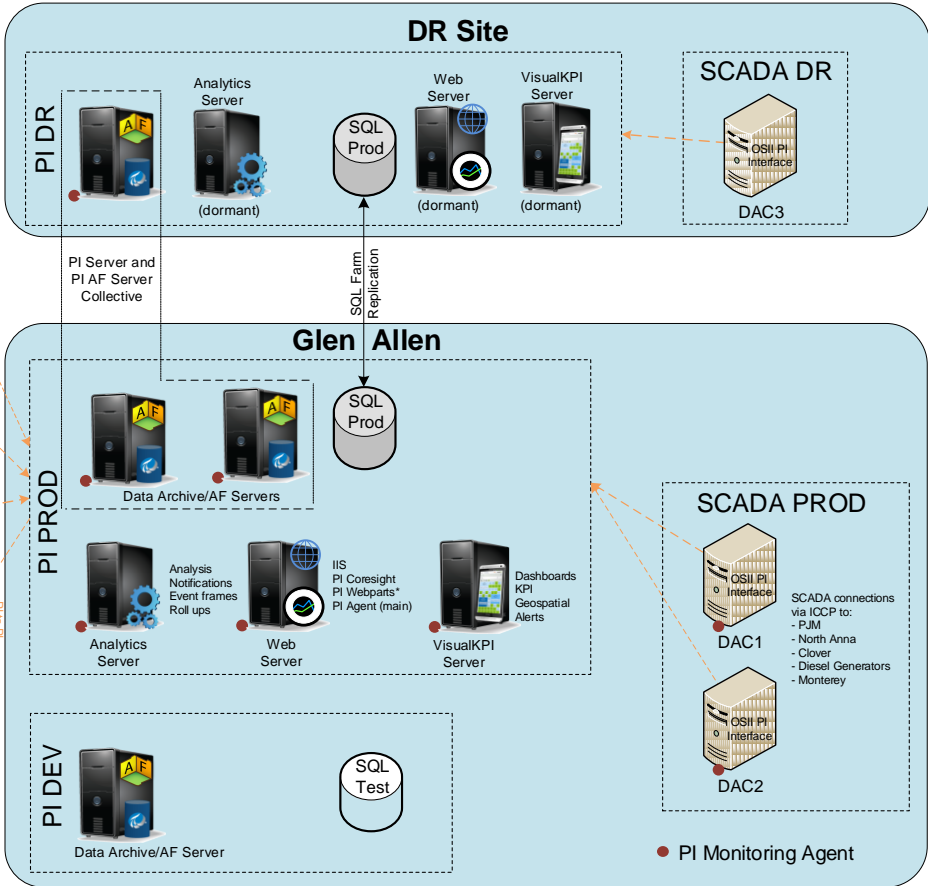 DR Site
PI DR
Analytics
Server
(dormant)
SQL
Prod
Web
Server
(dormant)
VisualKPI
Server
(dormant)
A F
SCADA DR
OSII PI
Interface
DAC3
PI Server and
PI AF Server
Collective
SQL Farm
Replication
Glen Allen
PI PROD
A F
A F
Data Archive/AF Servers
SQL
Prod
Analysis
Notifications
Event frames
Roll ups
Analytics
Server
IIS
PI Coresight
PI Webparts*
PI Agent (main)
Web
Server
Dashboards
KPI
Geospatial
Alerts
VisualKPI
Server
SCADA PROD
OSII PI
Interface
DAC1
SCADA connections
via ICCP to:
- PJM
- North Anna
- Clover
- Diesel Generators
- Monterey
OSII PI
Interface
DAC2
PI DEV
A F
Data Archive/AF Server
SQL
Test
PI Monitoring Agent